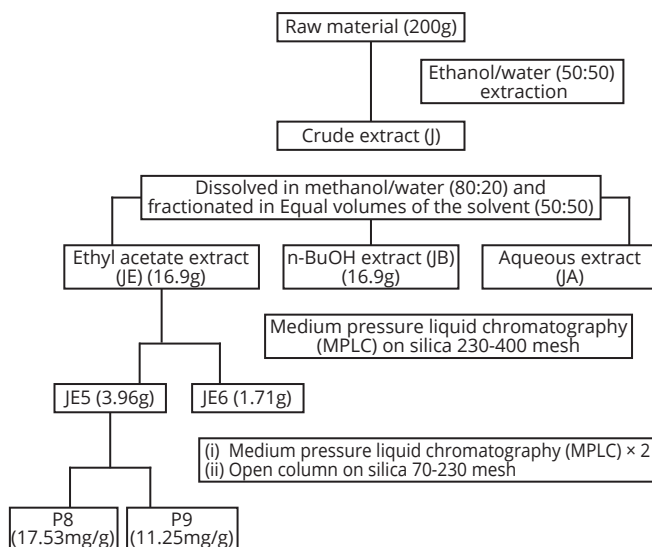 Raw material (200g)
Ethanol/water (50:50)
extraction
Crude extract (J)
Dissolved in methanol/water (80:20) and
fractionated in Equal volumes of the solvent (50:50)
Ethyl acetate extract
(JE) (16.9g)
n-BuOH extract (JB)
(16.9g)
Aqueous extract
(JA)
Medium pressure liquid chromatography
(MPLC) on silica 230-400 mesh
JE5 (3.96g)
JE6 (1.71g)
(i) Medium pressure liquid chromatography (MPLC) × 2
(ii) Open column on silica 70-230 mesh
P8
(17.53mg/g)
P9
(11.25mg/g)